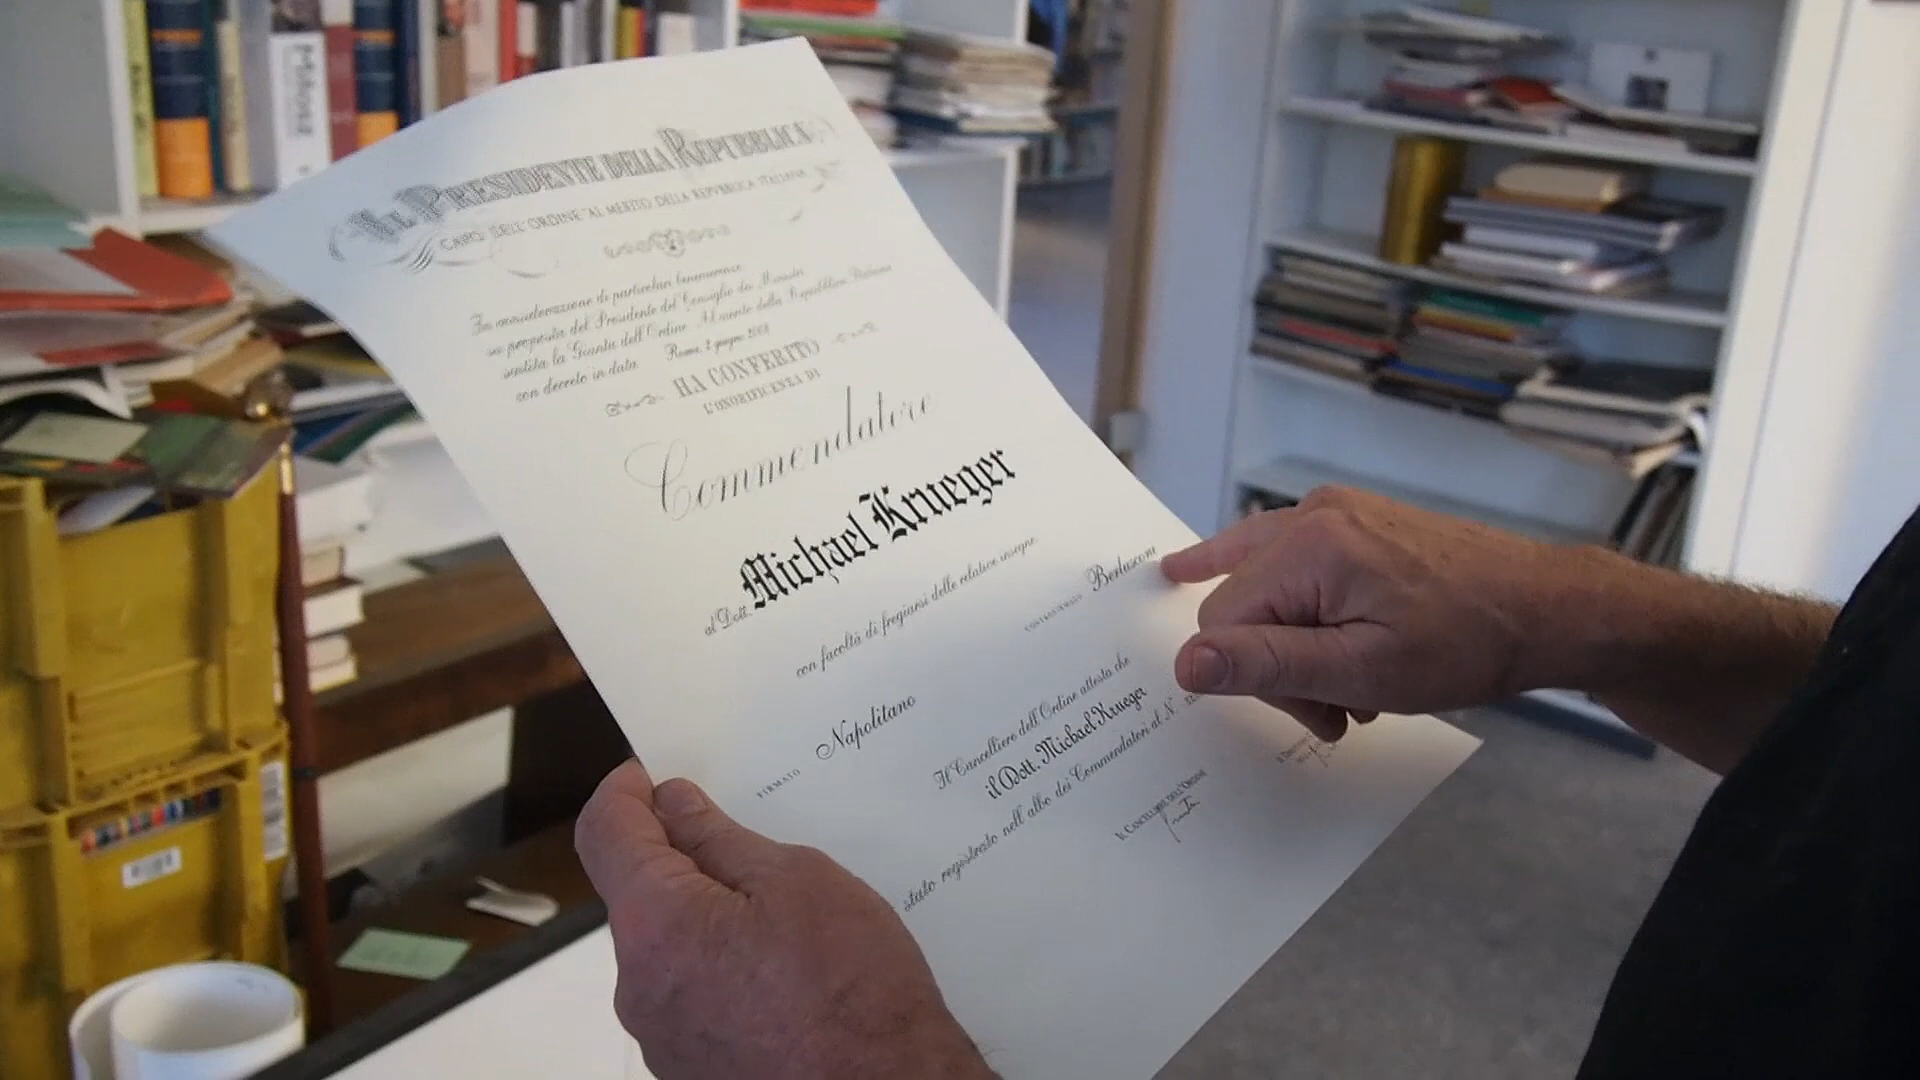 IL PRESIDENTE DELLA REPUBBLICA
CAPO DELL'ORDINE "AL MERITO DELLA REPVBBLICA ITALIANA
In considerazione di particolari benemerenze
su proposta del Presidente del Consiglio dei Ministri
sentita la Giunta dell'Ordine Al merito della Repubblica Italiana
con decreto in data Roma, 2 giugno
HA CONFERITO
L'ONORIFICENZA DI
Commendatore
al Dott. Michael Krueger
con facoltà di fregiarsi delle relative insegne.
CONTROFIRMATO Berlusconi
FIRMATO Napolitano
Il Cancelliere dell'Ordine attesta che
il Dott. Michael Krueger
stato registrato nell'albo dei Commendatori al N.
IL CANCELLIERE DELL'ORDINE